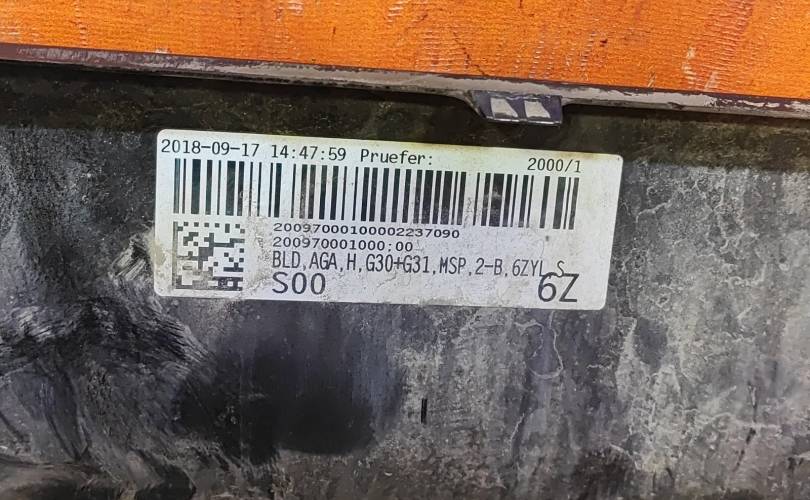 2018-09-17 14:47:59 Pruefer: 2000/1
20097000100002237090
200970001000:00
BLD,AGA,H,G30+G31,MSP,2-B,6ZYL,S
S00 6Z